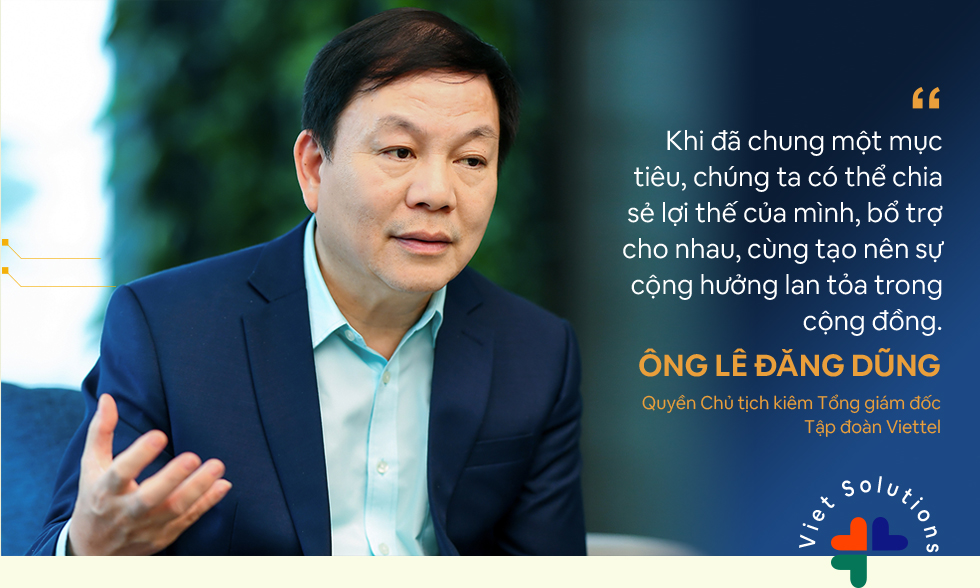 “
Khi đã chung một mục
tiêu, chúng ta có thể chia
sẻ lợi thế của mình, bổ trợ
cho nhau, cùng tạo nên sự
cộng hưởng lan tỏa trong
cộng đồng.
ÔNG LÊ ĐĂNG DŨNG
Quyền Chủ tịch kiêm Tổng giám đốc
Tập đoàn Viettel
Viet Solutions